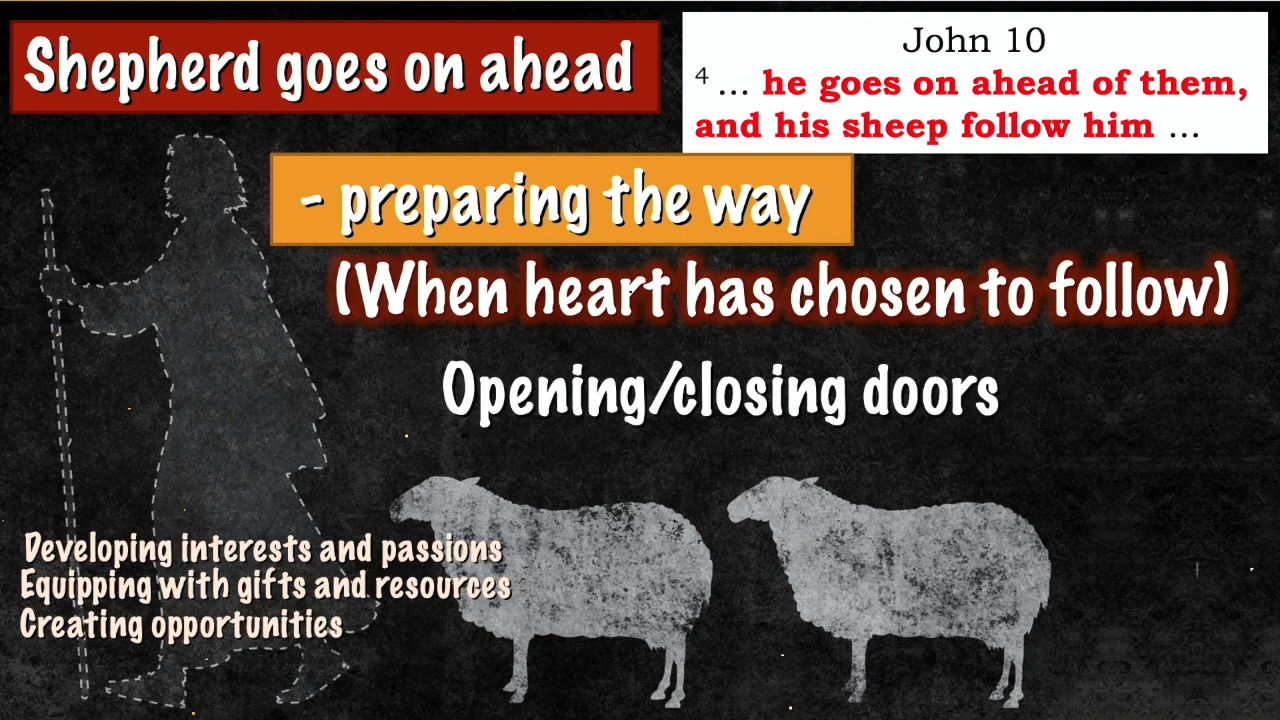 Shepherd goes on ahead
John 10
4 ... he goes on ahead of them,
and his sheep follow him ...
- preparing the way
(When heart has chosen to follow)
Opening/closing doors
Developing interests and passions
Equipping with gifts and resources
Creating opportunities